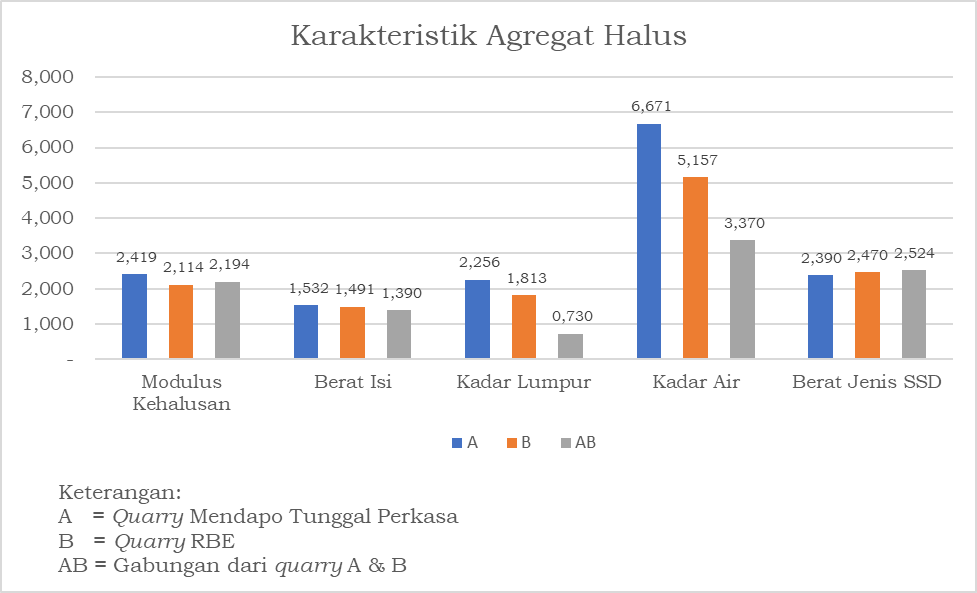 Karakteristik Agregat Halus
8,000
7,000
6,000
5,000
4,000
3,000
2,000
1,000
-
2,419
2,114
2,194
1,532
1,491
1,390
2,256
1,813
0,730
6,671
5,157
3,370
2,390
2,470
2,524
Modulus
Kehalusan
Berat Isi
Kadar Lumpur
Kadar Air
Berat Jenis SSD
A B AB
Keterangan:
A = Quarry Mendapo Tunggal Perkasa
B = Quarry RBE
AB = Gabungan dari quarry A & B